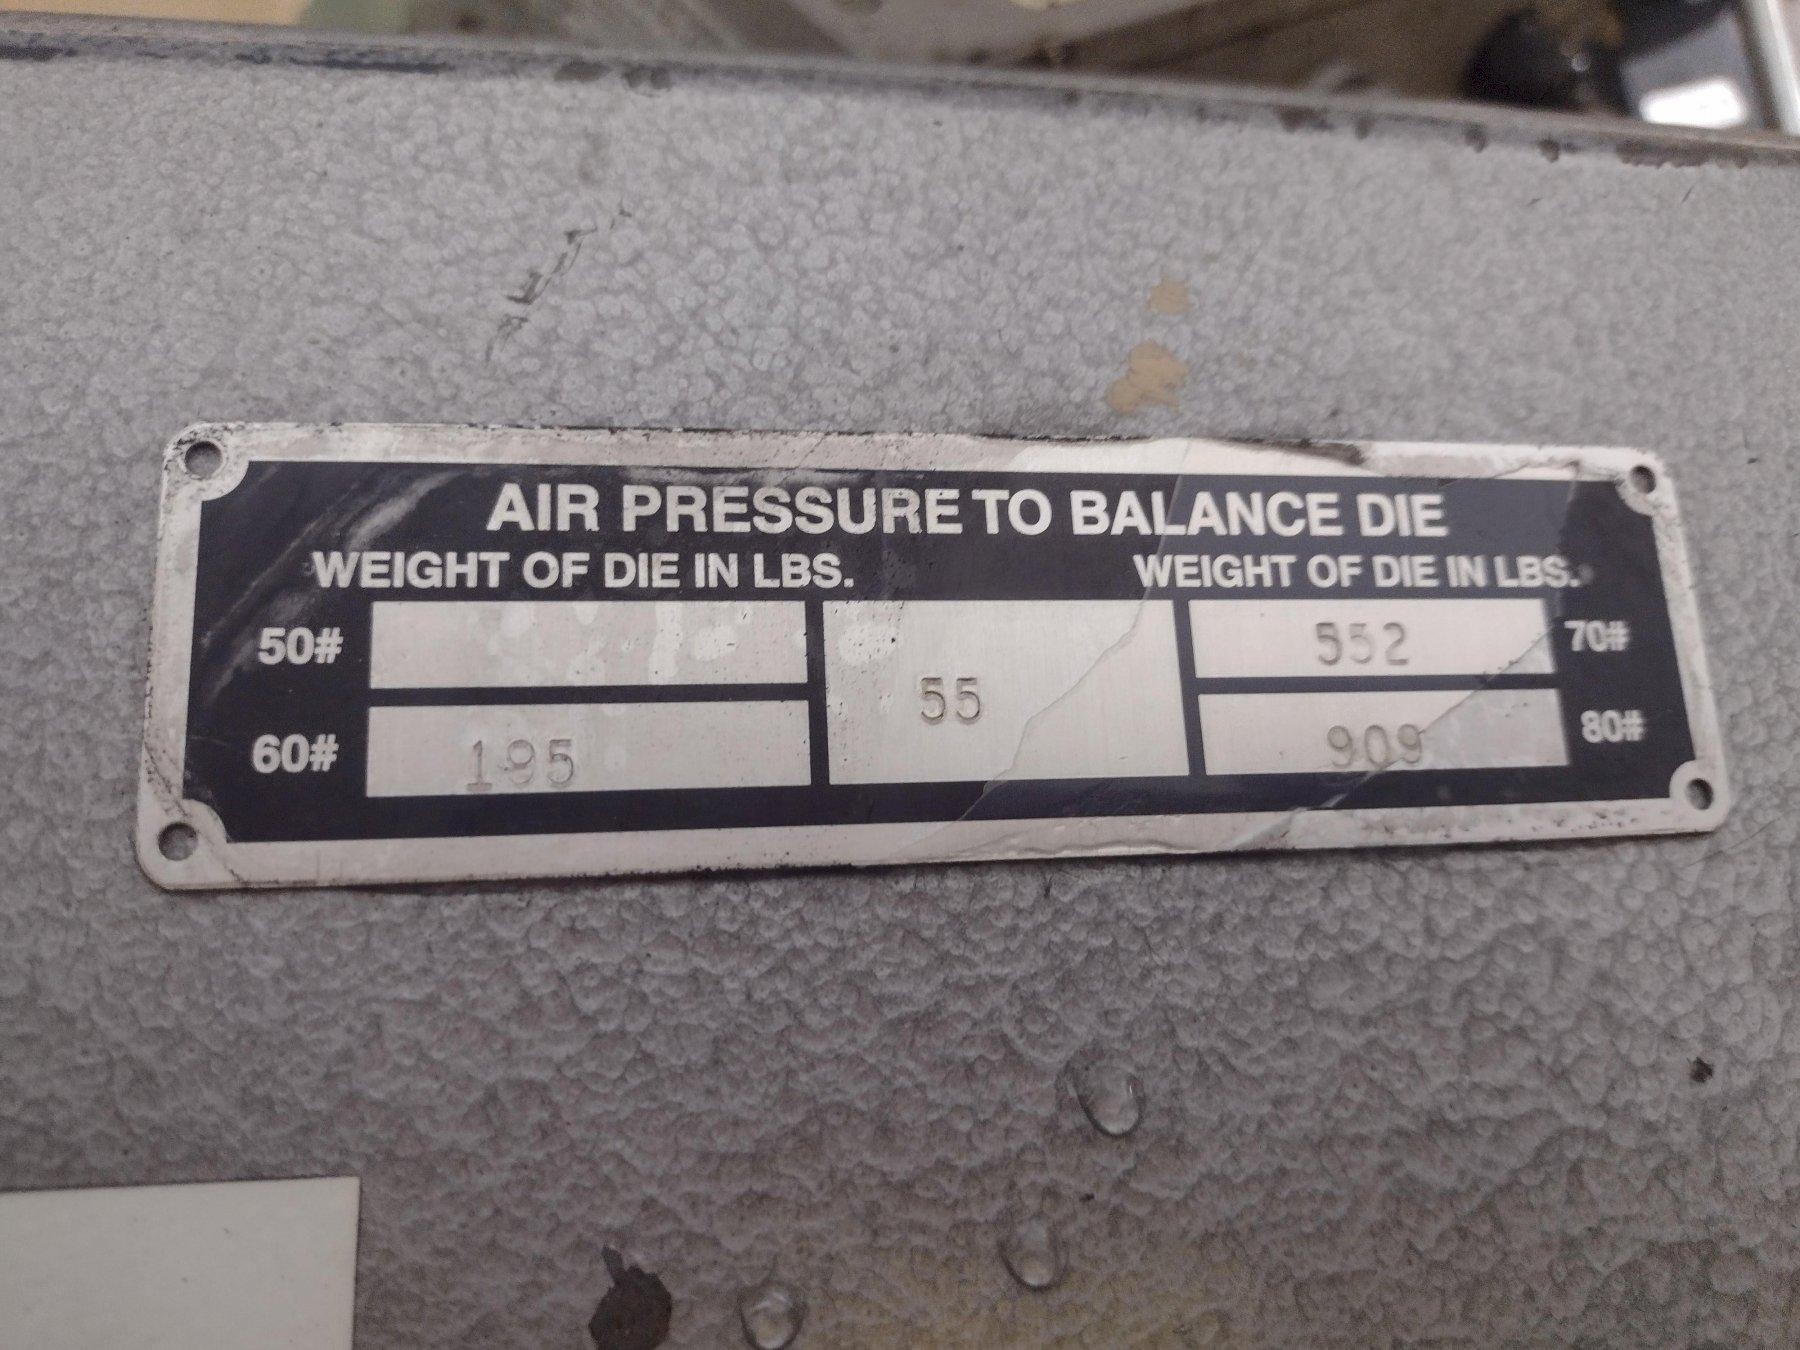 AIR PRESSURE TO BALANCE DIE
WEIGHT OF DIE IN LBS. WEIGHT OF DIE IN LBS.
50# 552 70#
55
60# 195 909 80#